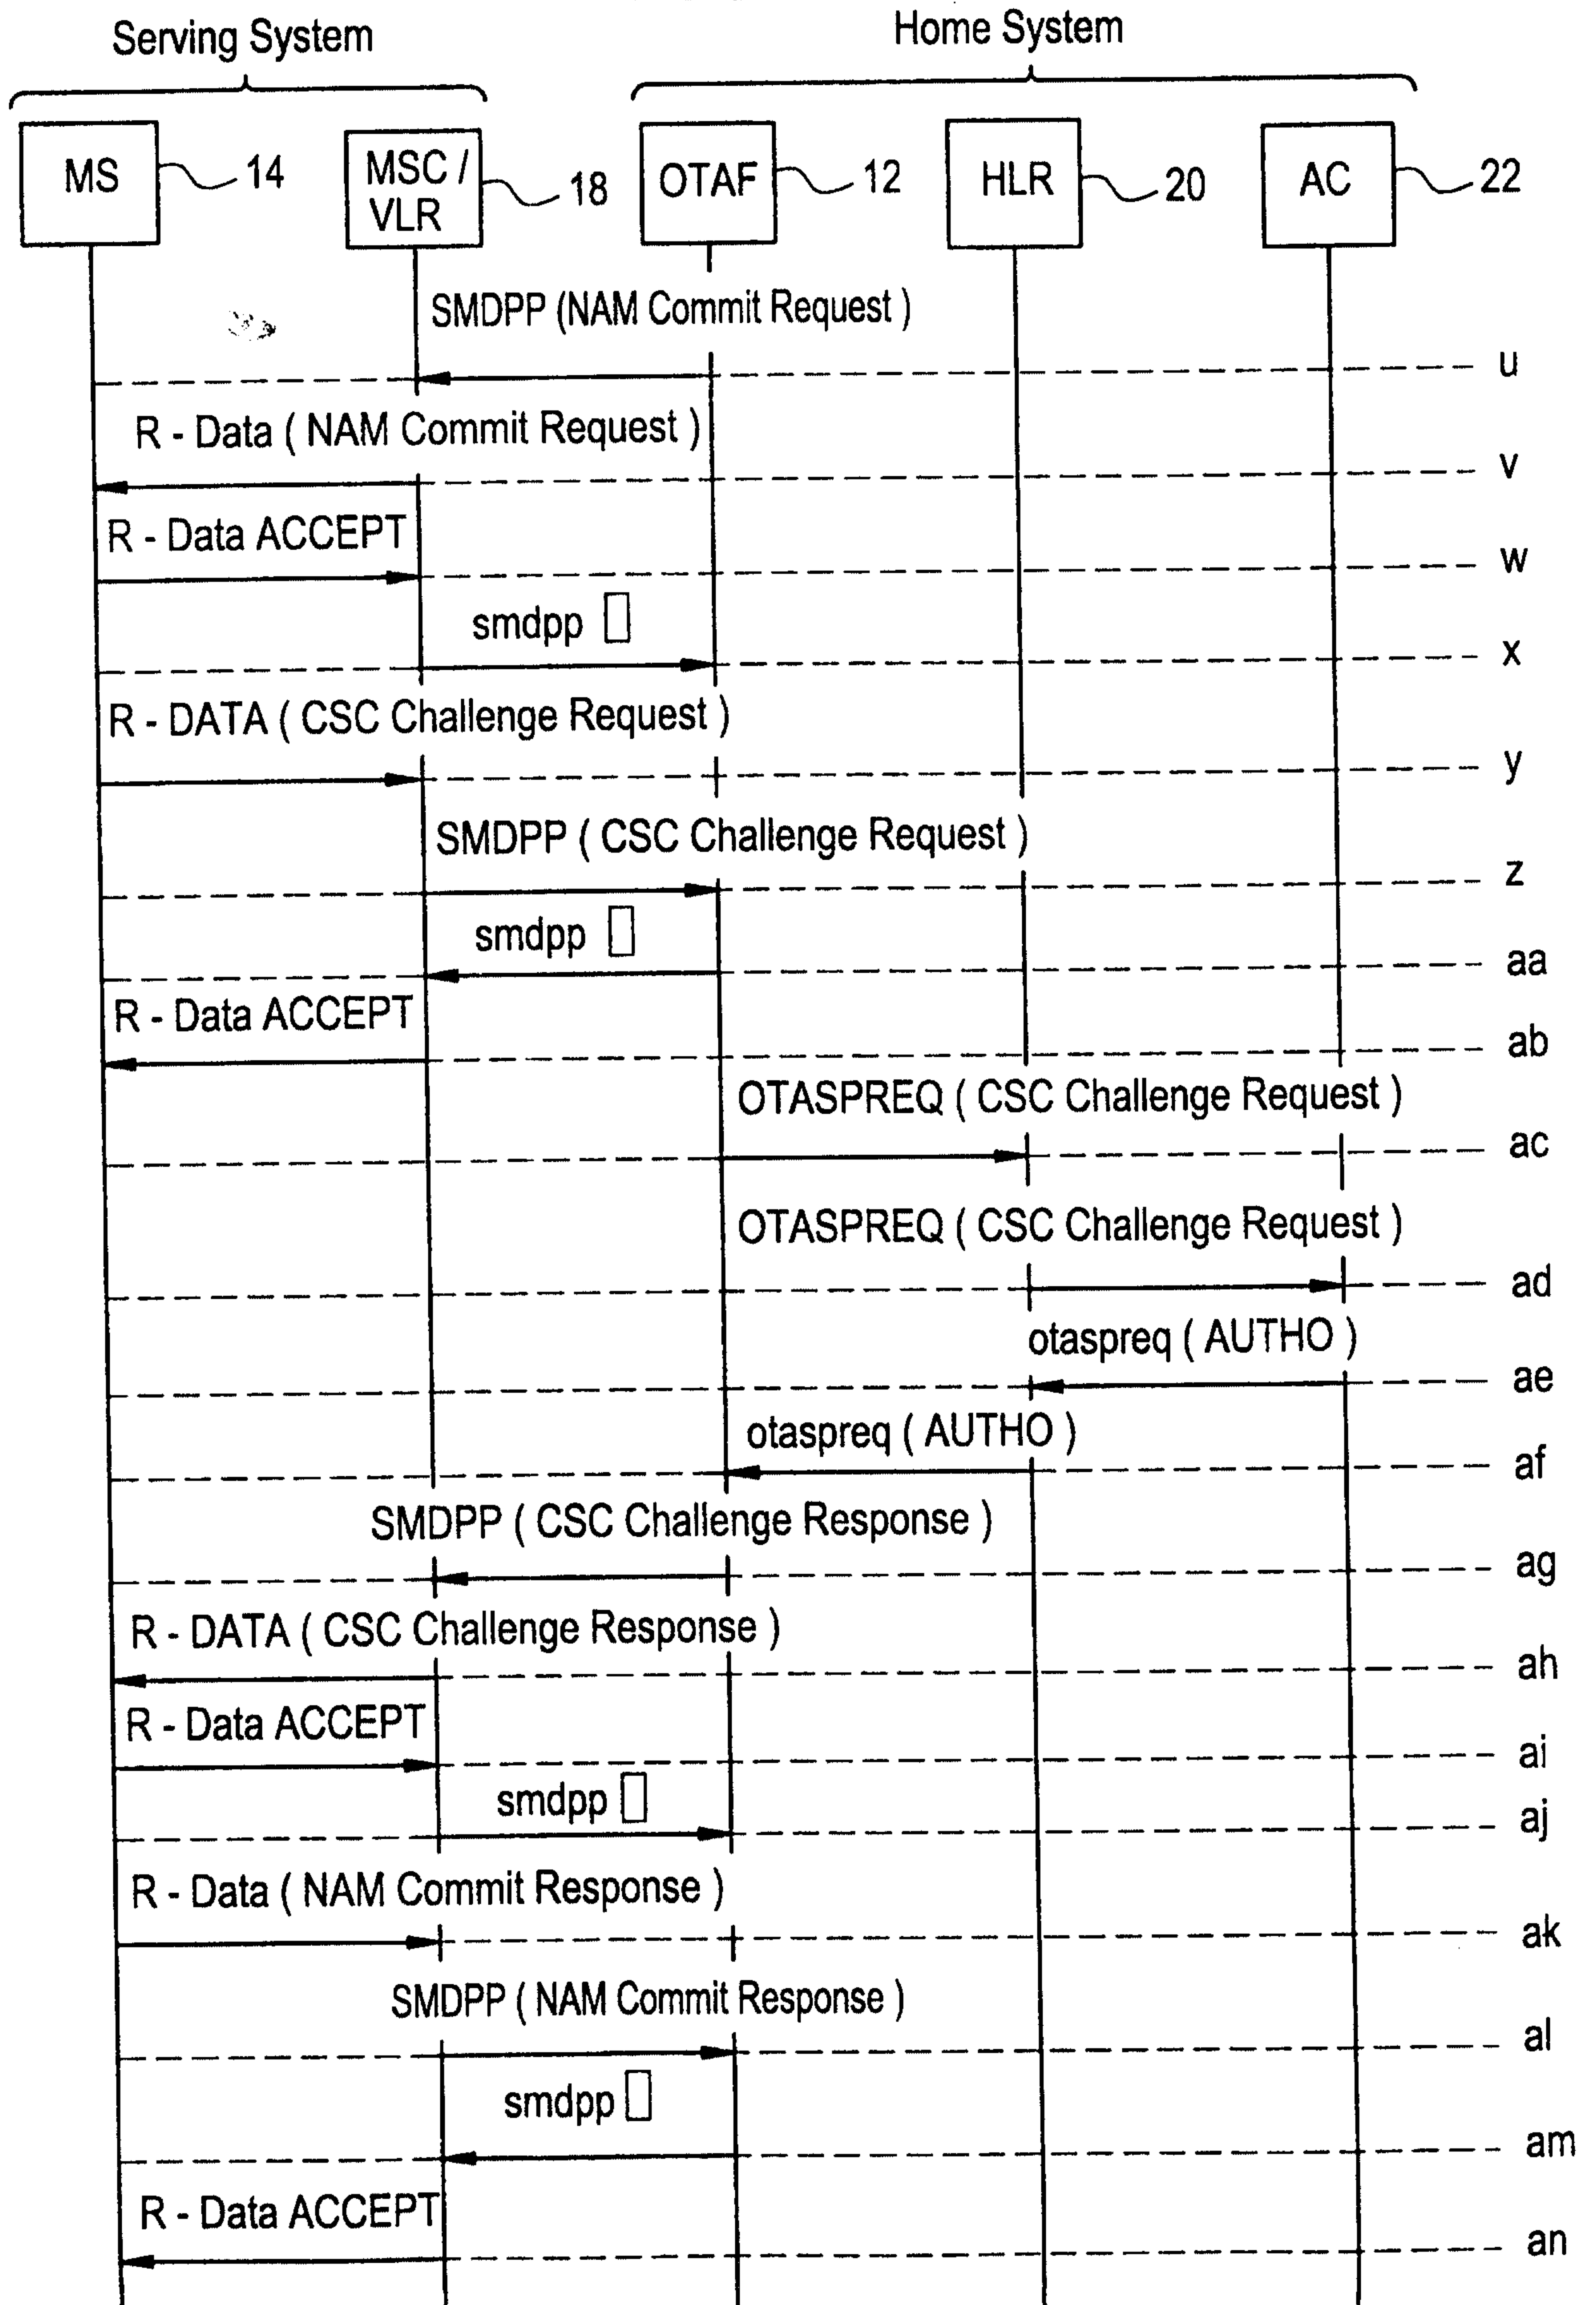 Serving System
Home System
MS
14
MSC /
VLR
18
OTAF
12
HLR
20
AC
22
SMDPP (NAM Commit Request )
u
R - Data ( NAM Commit Request )
v
R - Data ACCEPT
w
smdpp []
x
R - DATA ( CSC Challenge Request )
y
SMDPP ( CSC Challenge Request )
z
smdpp []
aa
R - Data ACCEPT
ab
OTASPREQ ( CSC Challenge Request )
ac
OTASPREQ ( CSC Challenge Request )
ad
otaspreq ( AUTHO )
ae
otaspreq ( AUTHO )
af
SMDPP ( CSC Challenge Response )
ag
R - DATA ( CSC Challenge Response )
ah
R - Data ACCEPT
ai
smdpp []
aj
R - Data ( NAM Commit Response )
ak
SMDPP ( NAM Commit Response )
al
smdpp []
am
R - Data ACCEPT
an